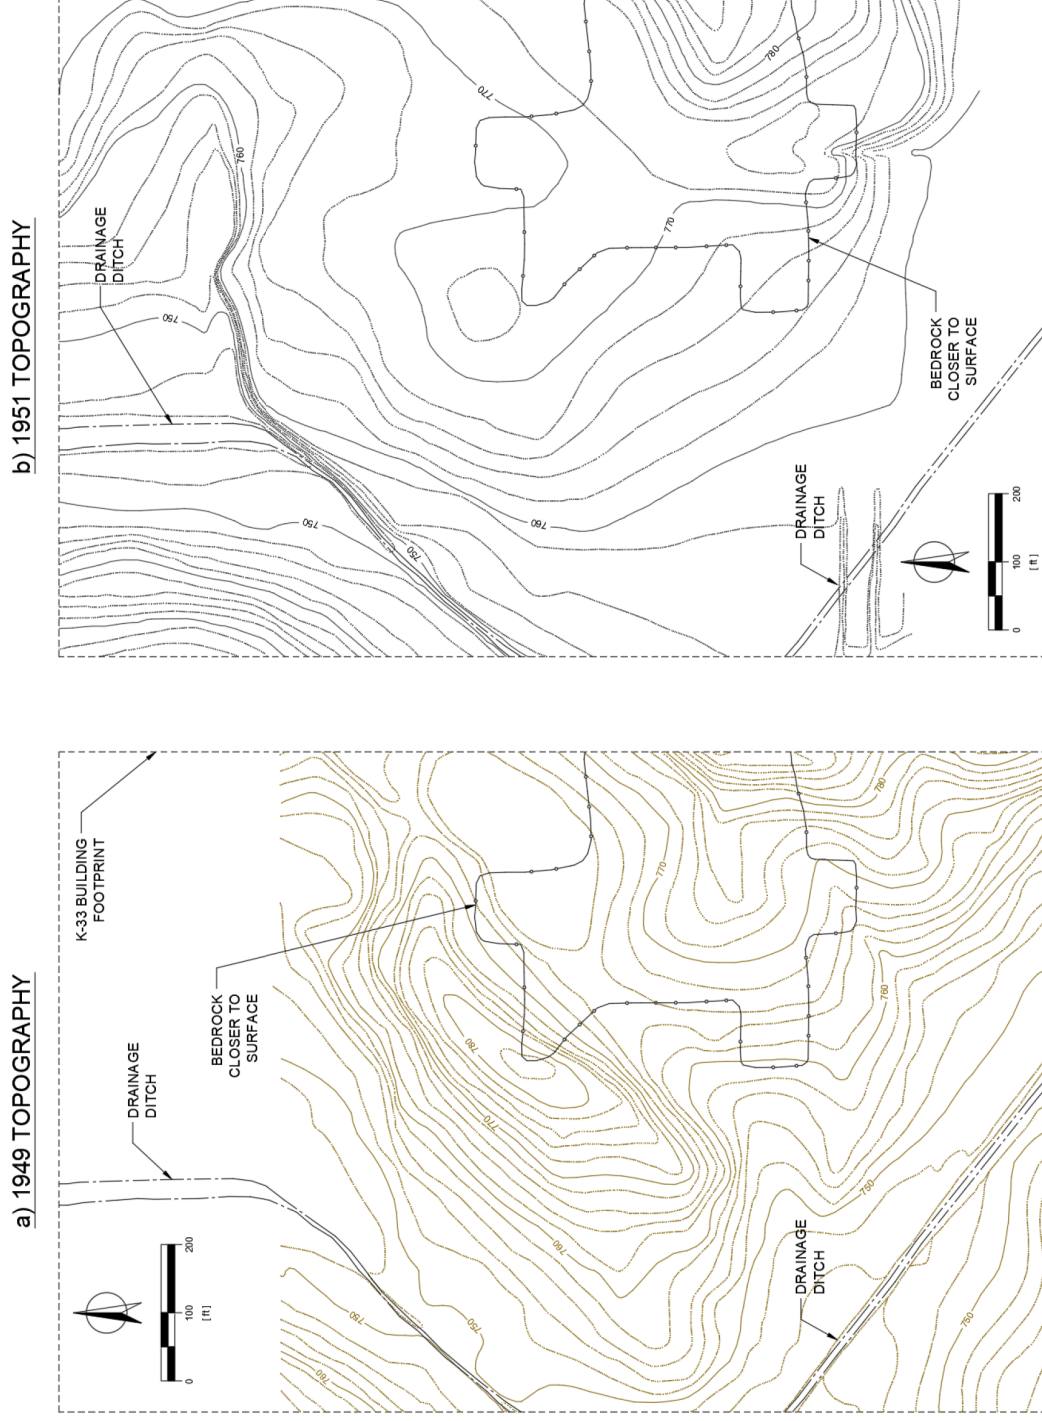 a) 1949 TOPOGRAPHY
K-33 BUILDING
FOOTPRINT
DRAINAGE
DITCH
BEDROCK
CLOSER TO
SURFACE
DRAINAGE
DITCH
0
100
200
[ ft ]
780
770
760
750
750
760
750
760
770
780
750
b) 1951 TOPOGRAPHY
DRAINAGE
DITCH
DRAINAGE
DITCH
BEDROCK
CLOSER TO
SURFACE
0
100
200
[ ft ]
750
760
770
780
770
750
750
760